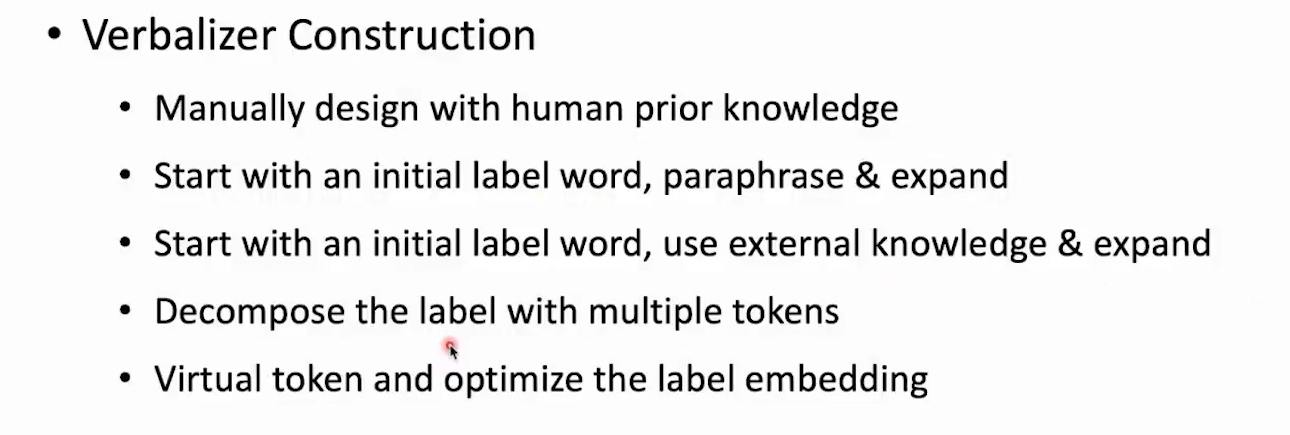 • Verbalizer Construction
• Manually design with human prior knowledge
• Start with an initial label word, paraphrase & expand
• Start with an initial label word, use external knowledge & expand
• Decompose the label with multiple tokens
• Virtual token and optimize the label embedding